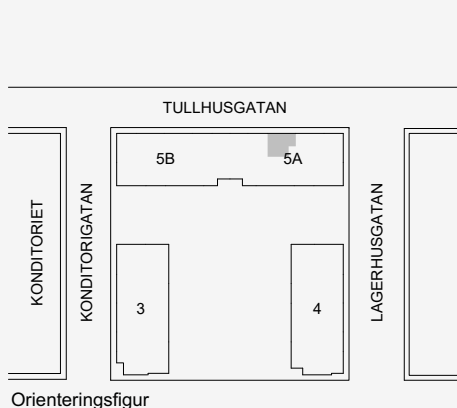 TULLHUSGATAN
5B
5A
KONDITORIET
KONDITORIGATAN
LAGERHUSGATAN
3
4
Orienteringsfigur